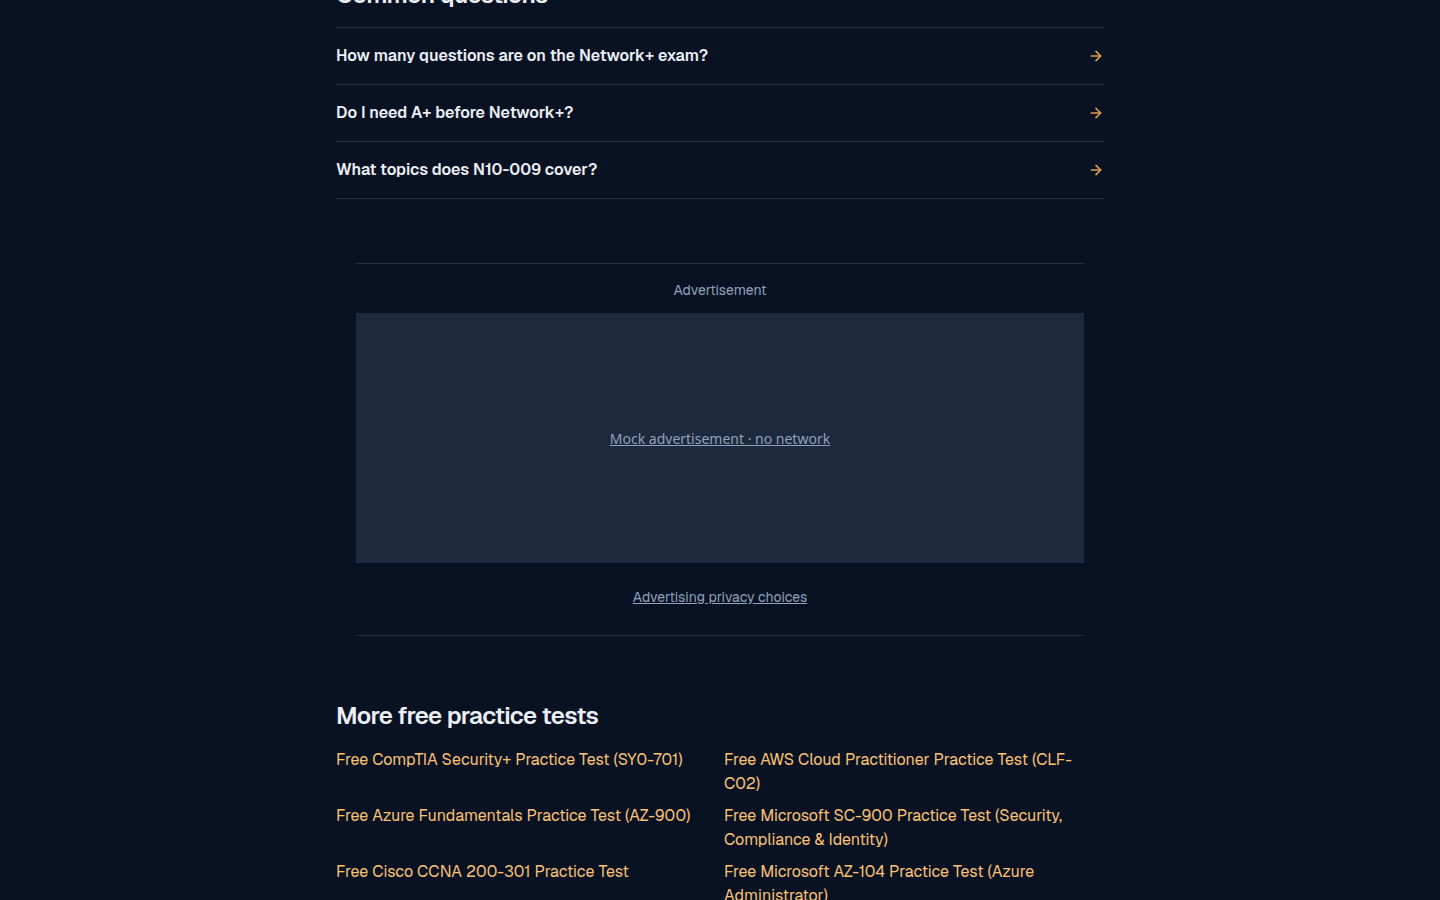 Common questions
How many questions are on the Network+ exam?
Do I need A+ before Network+?
What topics does N10-009 cover?
Advertisement
Mock advertisement · no network
Advertising privacy choices
More free practice tests
Free CompTIA Security+ Practice Test (SY0-701)
Free AWS Cloud Practitioner Practice Test (CLF-
C02)
Free Azure Fundamentals Practice Test (AZ-900)
Free Microsoft SC-900 Practice Test (Security,
Compliance & Identity)
Free Cisco CCNA 200-301 Practice Test
Free Microsoft AZ-104 Practice Test (Azure
Administrator)